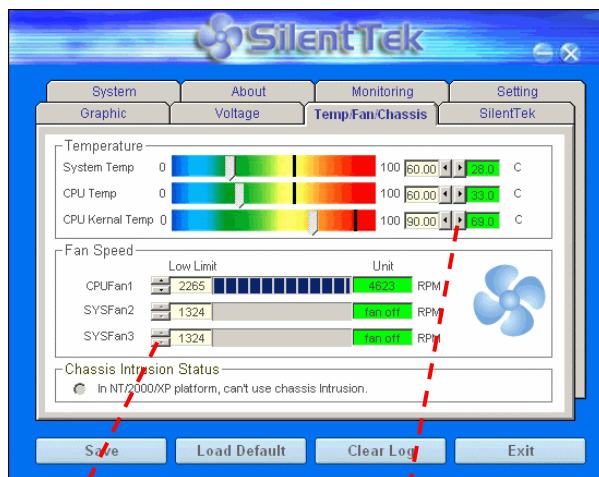 SilentTek
System About Monitoring Setting
Graphic Voltage Temp/Fan/Chassis SilentTek
Temperature
System Temp 0 100 60.00 28.0 C
CPU Temp 0 100 60.00 33.0 C
CPU Kernal Temp 0 100 90.00 69.0 C
Fan Speed
Low Limit Unit
CPUFan1 2265 4623 RPM
SYSFan2 1324 fan off RPM
SYSFan3 1324 fan off RPM
Chassis Intrusion Status
In NT/2000/XP platform, can't use chassis Intrusion.
Save Load Default Clear Log Exit